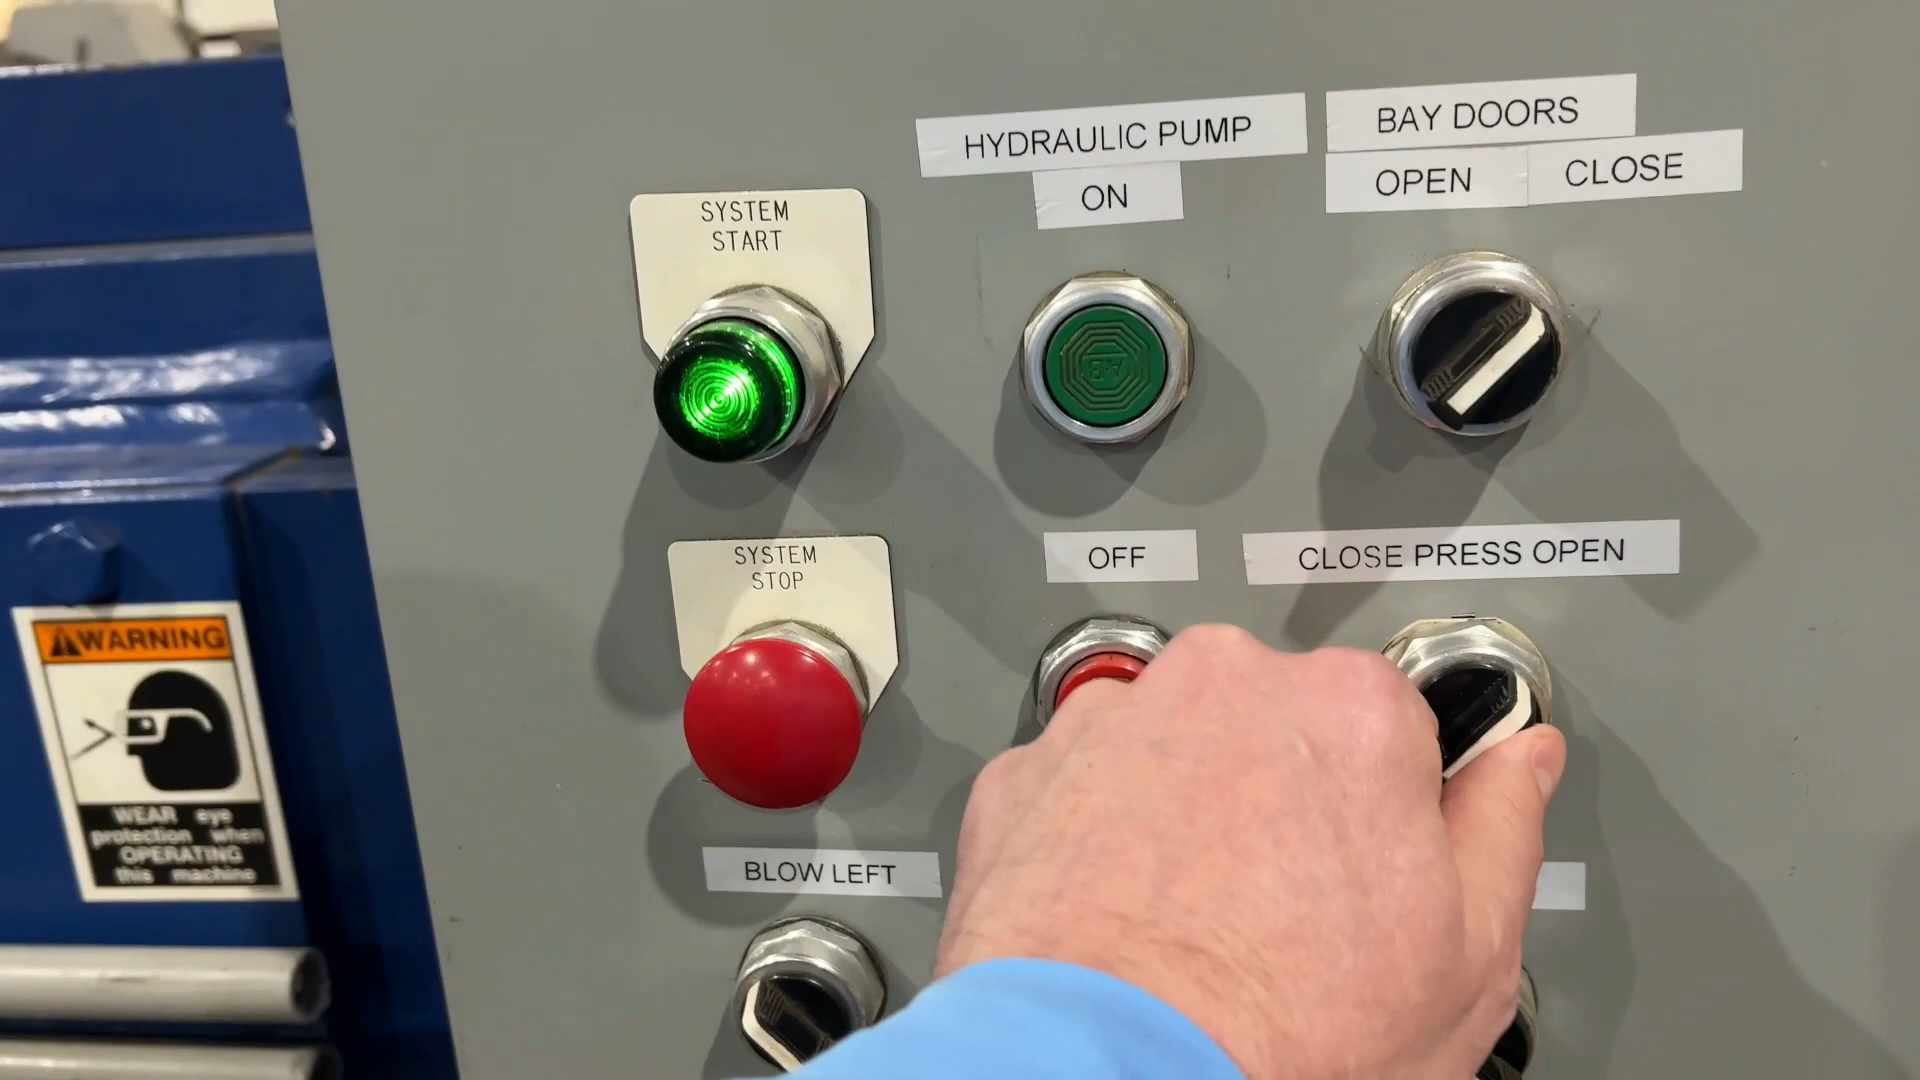 HYDRAULIC PUMP
ON
BAY DOORS
OPEN CLOSE
SYSTEM
START
A-B
SYSTEM
STOP
OFF
CLOSE PRESS OPEN
WARNING
WEAR eye
protection when
OPERATING
this machine
BLOW LEFT